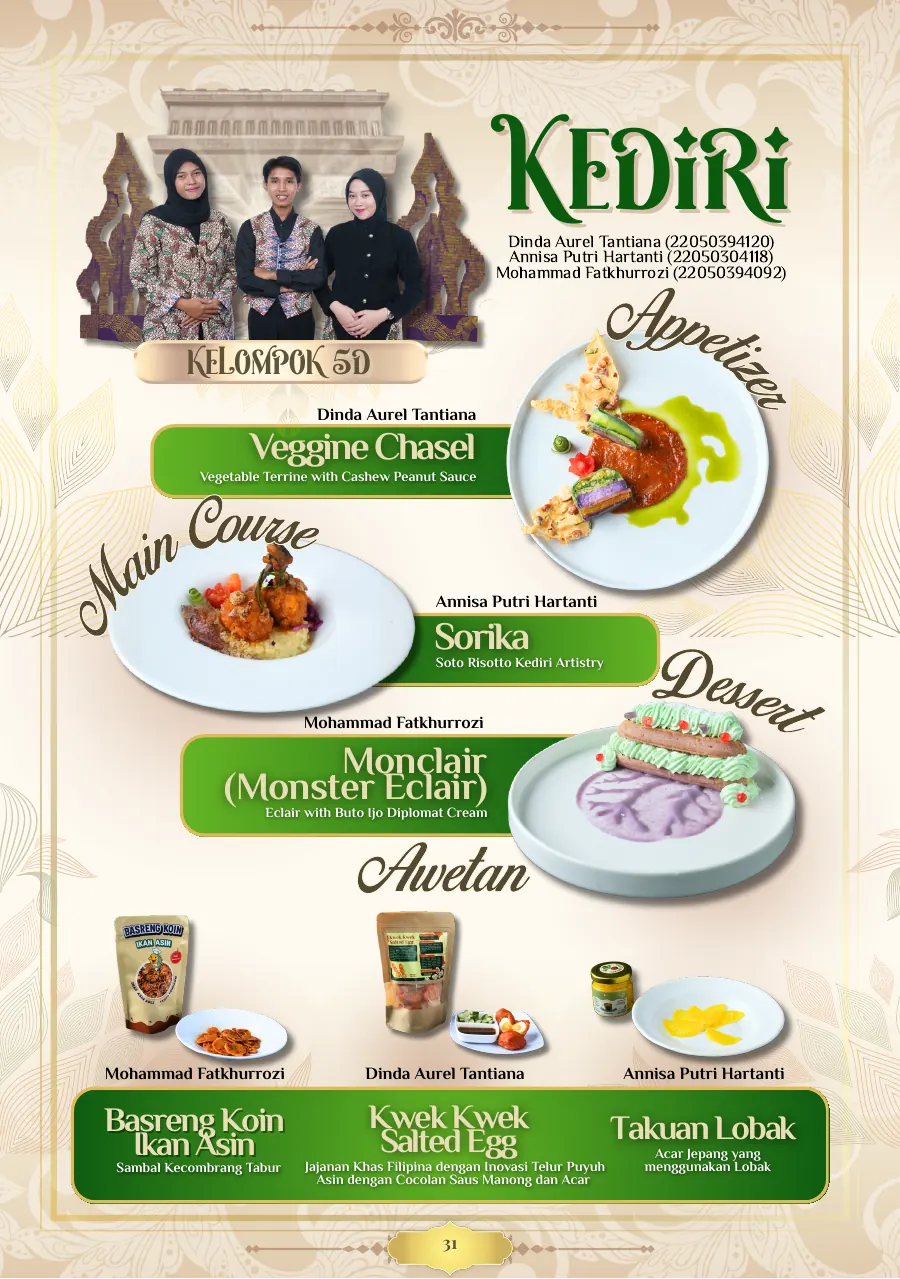 KEDiRi
Dinda Aurel Tantiana (22050394120)
Annisa Putri Hartanti (22050304118)
Mohammad Fatkhurrozi (22050394092)
KELOMPOK 5D
Appetizer
Dinda Aurel Tantiana
Veggine Chasel
Vegetable Terrine with Cashew Peanut Sauce
Main Course
Annisa Putri Hartanti
Sorika
Soto Risotto Kediri Artistry
Dessert
Mohammad Fatkhurrozi
Monclair
(Monster Eclair)
Eclair with Buto Ijo Diplomat Cream
Awetan
BASRENG KOIN
IKAN ASIN
Kwek Kwek
Salted Egg
Mohammad Fatkhurrozi
Basreng Koin
Ikan Asin
Sambal Kecombrang Tabur
Dinda Aurel Tantiana
Kwek Kwek
Salted Egg
Jajanan Khas Filipina dengan Inovasi Telur Puyuh
Asin dengan Cocolan Saus Manong dan Acar
Annisa Putri Hartanti
Takuan Lobak
Acar Jepang yang
menggunakan Lobak
31